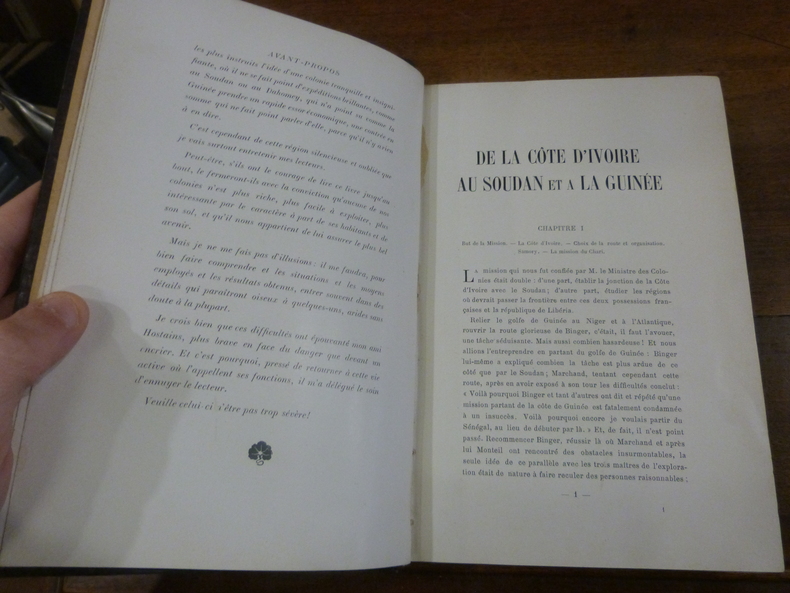 AVANT-PROPOS
les plus instruits l'idée d'une colonie tranquille et insigni-
fiante, où il ne se fait point d'expéditions brillantes, comme
au Soudan ou au Dahomey, qui n'a point vu comme la
Guinée prendre un rapide essor économique, une contrée en
somme qui ne fait point parler d'elle, parce qu'il n'y a rien
à en dire.
C'est cependant de cette région silencieuse et oubliée que
je vais surtout entretenir mes lecteurs.
Peut-être, s'ils ont le courage de lire ce livre jusqu'au
bout, le fermeront-ils avec la conviction qu'aucune de nos
colonies n'est plus riche, plus facile à exploiter, plus
intéressante par le caractère à part de ses habitants et de
son sol, et qu'il nous appartient de lui assurer le plus bel
avenir.
Mais je ne me fais pas d'illusions : il me faudra, pour
bien faire comprendre et les situations et les moyens
employés et les résultats obtenus, entrer souvent dans des
détails qui paraîtront oiseux à quelques-uns, arides sans
doute à la plupart.
Je crois bien que ces difficultés ont épouvanté mon ami
Hostains, plus brave en face du danger que devant un
encrier. Et c'est pourquoi, pressé de retourner à cette vie
active où l'appellent ses fonctions, il m'a délégué le soin
d'ennuyer le lecteur.
Veuille celui-ci n'être pas trop sévère!
DE LA CÔTE D'IVOIRE
AU SOUDAN ET A LA GUINÉE
CHAPITRE I
But de la Mission. — La Côte d'Ivoire. — Choix de la route et organisation.
Samory. — La mission du Chari.
La mission qui nous fut confiée par M. le Ministre des Colo-
nies était double : d'une part, établir la jonction de la Côte
d'Ivoire avec le Soudan ; d'autre part, étudier les régions
où devrait passer la frontière entre ces deux possessions fran-
çaises et la république de Libéria.
Relier le golfe de Guinée au Niger et à l'Atlantique,
rouvrir la route glorieuse de Binger, c'était, il faut l'avouer,
une tâche séduisante. Mais aussi combien hasardeuse! Et nous
allions l'entreprendre en partant du golfe de Guinée : Binger
lui-même a expliqué combien la tâche est plus ardue de ce
côté que par le Soudan; Marchand, tentant cependant cette
route, après en avoir exposé à son tour les difficultés conclut :
« Voilà pourquoi Binger et tant d'autres ont dit et répété qu'une
mission partant de la côte de Guinée est fatalement condamnée
à un insuccès. Voilà pourquoi encore je voulais partir du
Sénégal, au lieu de débuter par là. » Et, de fait, il n'est point
passé. Recommencer Binger, réussir là où Marchand et après
lui Monteil ont rencontré des obstacles insurmontables, la
seule idée de ce parallèle avec les trois maîtres de l'explora-
tion était de nature à faire reculer des personnes raisonnables;
— 1 —
1